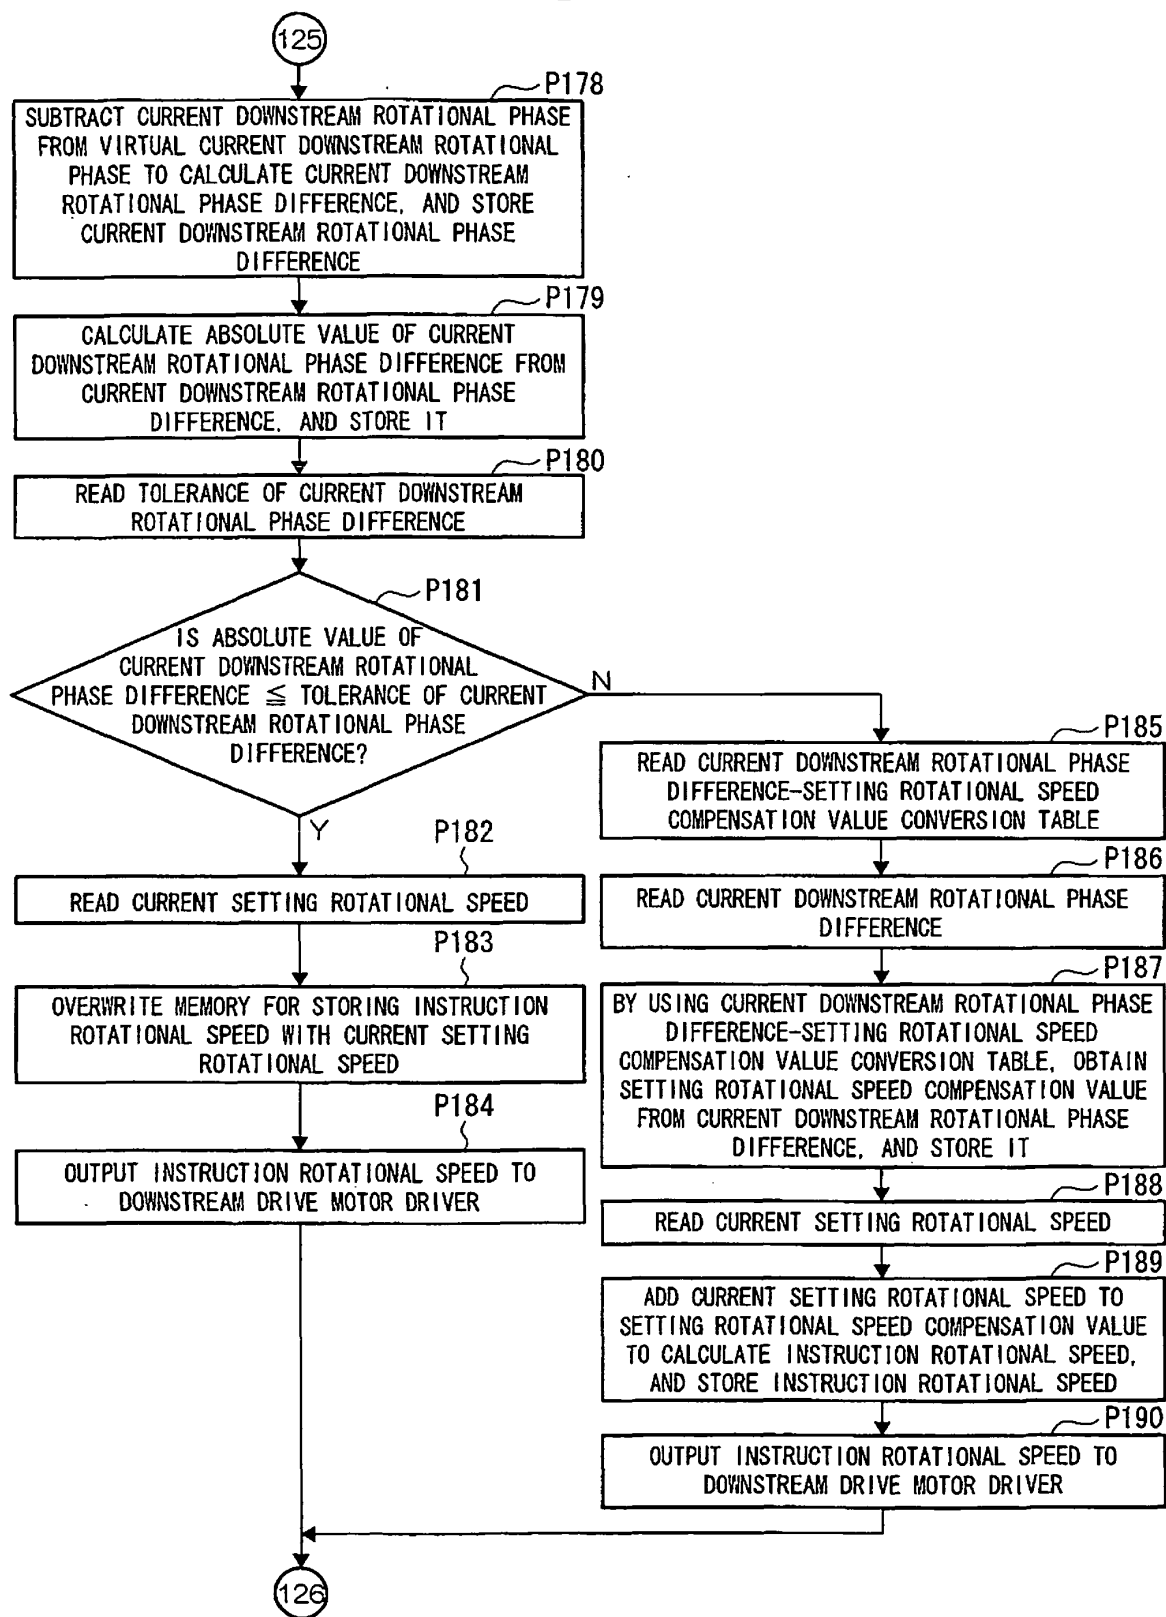 125
P178
SUBTRACT CURRENT DOWNSTREAM ROTATIONAL PHASE
FROM VIRTUAL CURRENT DOWNSTREAM ROTATIONAL
PHASE TO CALCULATE CURRENT DOWNSTREAM
ROTATIONAL PHASE DIFFERENCE, AND STORE
CURRENT DOWNSTREAM ROTATIONAL PHASE
DIFFERENCE
P179
CALCULATE ABSOLUTE VALUE OF CURRENT
DOWNSTREAM ROTATIONAL PHASE DIFFERENCE FROM
CURRENT DOWNSTREAM ROTATIONAL PHASE
DIFFERENCE, AND STORE IT
P180
READ TOLERANCE OF CURRENT DOWNSTREAM
ROTATIONAL PHASE DIFFERENCE
P181
IS ABSOLUTE VALUE OF
CURRENT DOWNSTREAM ROTATIONAL
PHASE DIFFERENCE ≦ TOLERANCE OF CURRENT
DOWNSTREAM ROTATIONAL PHASE
DIFFERENCE?
N
Y
P182
READ CURRENT SETTING ROTATIONAL SPEED
P183
OVERWRITE MEMORY FOR STORING INSTRUCTION
ROTATIONAL SPEED WITH CURRENT SETTING
ROTATIONAL SPEED
P184
OUTPUT INSTRUCTION ROTATIONAL SPEED TO
DOWNSTREAM DRIVE MOTOR DRIVER
P185
READ CURRENT DOWNSTREAM ROTATIONAL PHASE
DIFFERENCE-SETTING ROTATIONAL SPEED
COMPENSATION VALUE CONVERSION TABLE
P186
READ CURRENT DOWNSTREAM ROTATIONAL PHASE
DIFFERENCE
P187
BY USING CURRENT DOWNSTREAM ROTATIONAL PHASE
DIFFERENCE-SETTING ROTATIONAL SPEED
COMPENSATION VALUE CONVERSION TABLE, OBTAIN
SETTING ROTATIONAL SPEED COMPENSATION VALUE
FROM CURRENT DOWNSTREAM ROTATIONAL PHASE
DIFFERENCE, AND STORE IT
P188
READ CURRENT SETTING ROTATIONAL SPEED
P189
ADD CURRENT SETTING ROTATIONAL SPEED TO
SETTING ROTATIONAL SPEED COMPENSATION VALUE
TO CALCULATE INSTRUCTION ROTATIONAL SPEED,
AND STORE INSTRUCTION ROTATIONAL SPEED
P190
OUTPUT INSTRUCTION ROTATIONAL SPEED TO
DOWNSTREAM DRIVE MOTOR DRIVER
126